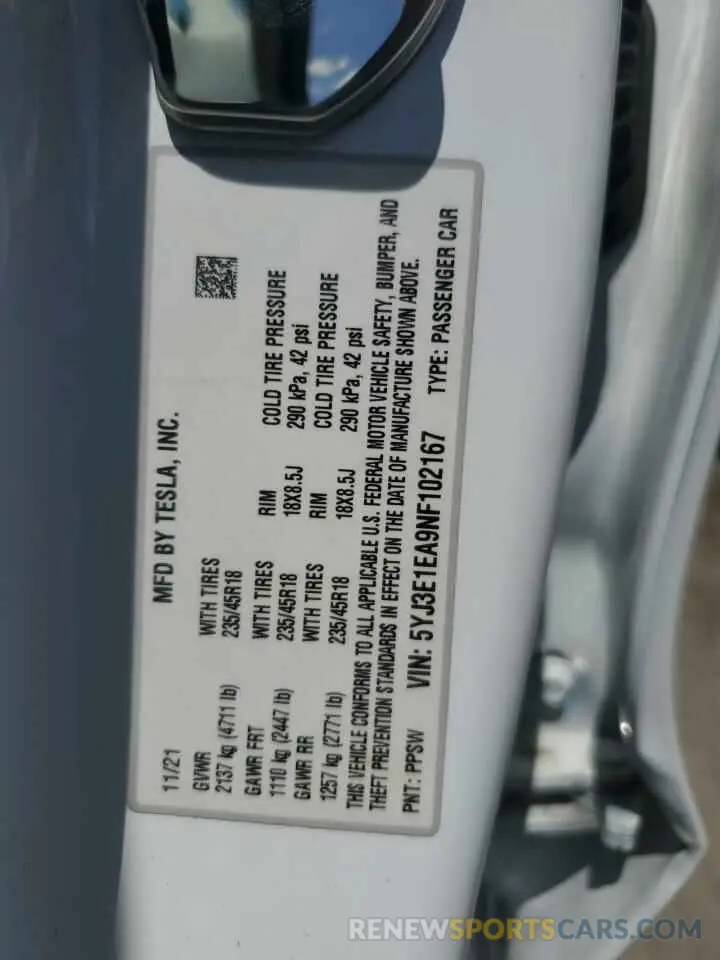 11/21 MFD BY TESLA, INC.
GVWR WITH TIRES RIM COLD TIRE PRESSURE
2137 kg (4711 lb) 235/45R18 18X8.5J 290 kPa, 42 psi
GAWR FRT WITH TIRES RIM COLD TIRE PRESSURE
1110 kg (2447 lb) 235/45R18 18X8.5J 290 kPa, 42 psi
GAWR RR WITH TIRES
1257 kg (2771 lb) 235/45R18
THIS VEHICLE CONFORMS TO ALL APPLICABLE U.S. FEDERAL MOTOR VEHICLE SAFETY, BUMPER, AND
THEFT PREVENTION STANDARDS IN EFFECT ON THE DATE OF MANUFACTURE SHOWN ABOVE.
PNT: PPSW VIN: 5YJ3E1EA9NF102167 TYPE: PASSENGER CAR
RENEWSPORTSCARS.COM